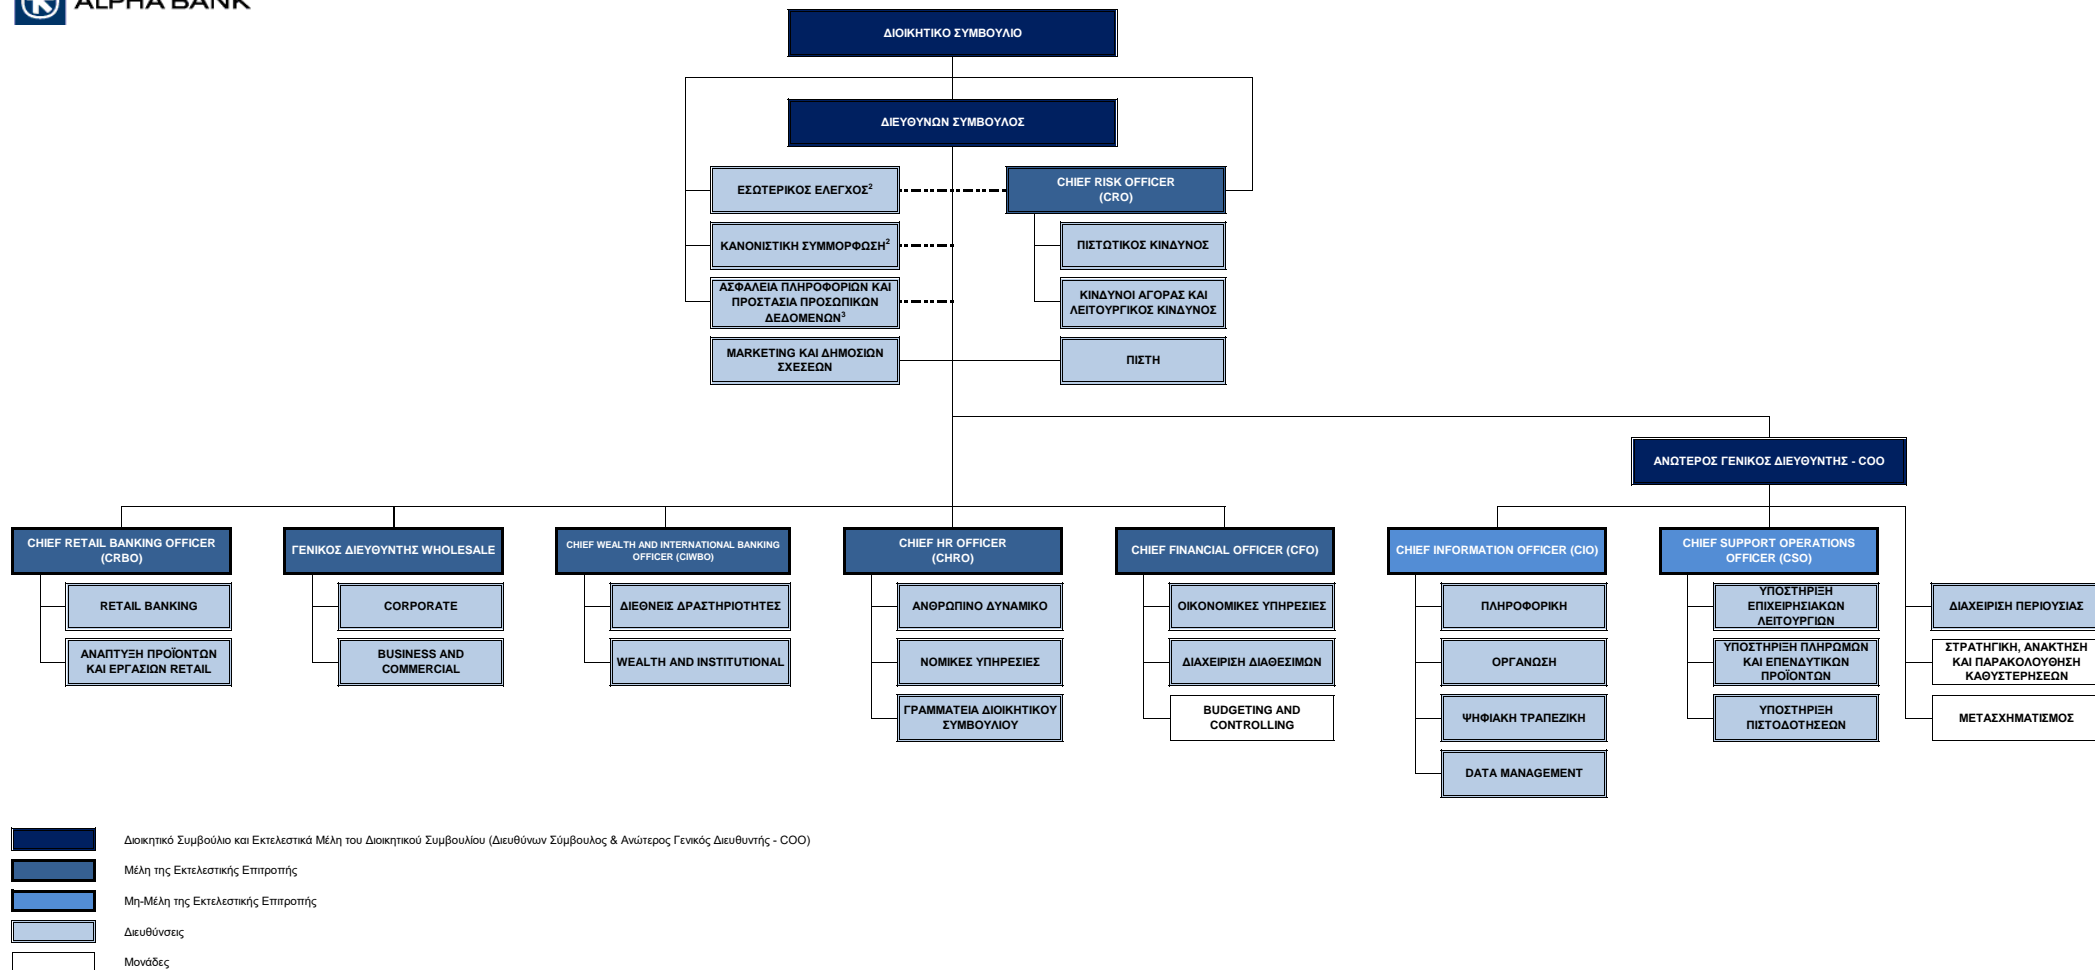 ALPHA BANK
ΔΙΟΙΚΗΤΙΚΟ ΣΥΜΒΟΥΛΙΟ
ΔΙΕΥΘΥΝΩΝ ΣΥΜΒΟΥΛΟΣ
ΕΣΩΤΕΡΙΚΟΣ ΕΛΕΓΧΟΣ²
CHIEF RISK OFFICER
(CRO)
ΚΑΝΟΝΙΣΤΙΚΗ ΣΥΜΜΟΡΦΩΣΗ²
ΠΙΣΤΩΤΙΚΟΣ ΚΙΝΔΥΝΟΣ
ΑΣΦΑΛΕΙΑ ΠΛΗΡΟΦΟΡΙΩΝ ΚΑΙ
ΠΡΟΣΤΑΣΙΑ ΠΡΟΣΩΠΙΚΩΝ
ΔΕΔΟΜΕΝΩΝ³
ΚΙΝΔΥΝΟΙ ΑΓΟΡΑΣ ΚΑΙ
ΛΕΙΤΟΥΡΓΙΚΟΣ ΚΙΝΔΥΝΟΣ
MARKETING ΚΑΙ ΔΗΜΟΣΙΩΝ
ΣΧΕΣΕΩΝ
ΠΙΣΤΗ
ΑΝΩΤΕΡΟΣ ΓΕΝΙΚΟΣ ΔΙΕΥΘΥΝΤΗΣ - COO
CHIEF RETAIL BANKING OFFICER
(CRBO)
ΓΕΝΙΚΟΣ ΔΙΕΥΘΥΝΤΗΣ WHOLESALE
CHIEF WEALTH AND INTERNATIONAL BANKING
OFFICER (CIWBO)
CHIEF HR OFFICER
(CHRO)
CHIEF FINANCIAL OFFICER (CFO)
CHIEF INFORMATION OFFICER (CIO)
CHIEF SUPPORT OPERATIONS
OFFICER (CSO)
RETAIL BANKING
CORPORATE
ΔΙΕΘΝΕΙΣ ΔΡΑΣΤΗΡΙΟΤΗΤΕΣ
ΑΝΘΡΩΠΙΝΟ ΔΥΝΑΜΙΚΟ
ΟΙΚΟΝΟΜΙΚΕΣ ΥΠΗΡΕΣΙΕΣ
ΠΛΗΡΟΦΟΡΙΚΗ
ΥΠΟΣΤΗΡΙΞΗ
ΕΠΙΧΕΙΡΗΣΙΑΚΩΝ
ΛΕΙΤΟΥΡΓΙΩΝ
ΔΙΑΧΕΙΡΙΣΗ ΠΕΡΙΟΥΣΙΑΣ
ΑΝΑΠΤΥΞΗ ΠΡΟΪΟΝΤΩΝ
ΚΑΙ ΕΡΓΑΣΙΩΝ RETAIL
BUSINESS AND
COMMERCIAL
WEALTH AND INSTITUTIONAL
ΝΟΜΙΚΕΣ ΥΠΗΡΕΣΙΕΣ
ΔΙΑΧΕΙΡΙΣΗ ΔΙΑΘΕΣΙΜΩΝ
ΟΡΓΑΝΩΣΗ
ΥΠΟΣΤΗΡΙΞΗ ΠΛΗΡΩΜΩΝ
ΚΑΙ ΕΠΕΝΔΥΤΙΚΩΝ
ΠΡΟΪΟΝΤΩΝ
ΣΤΡΑΤΗΓΙΚΗ, ΑΝΑΚΤΗΣΗ
ΚΑΙ ΠΑΡΑΚΟΛΟΥΘΗΣΗ
ΚΑΘΥΣΤΕΡΗΣΕΩΝ
ΓΡΑΜΜΑΤΕΙΑ ΔΙΟΙΚΗΤΙΚΟΥ
ΣΥΜΒΟΥΛΙΟΥ
BUDGETING AND
CONTROLLING
ΨΗΦΙΑΚΗ ΤΡΑΠΕΖΙΚΗ
ΥΠΟΣΤΗΡΙΞΗ
ΠΙΣΤΟΔΟΤΗΣΕΩΝ
ΜΕΤΑΣΧΗΜΑΤΙΣΜΟΣ
DATA MANAGEMENT
Διοικητικό Συμβούλιο και Εκτελεστικά Μέλη του Διοικητικού Συμβουλίου (Διευθύνων Σύμβουλος & Ανώτερος Γενικός Διευθυντής - COO)
Μέλη της Εκτελεστικής Επιτροπής
Μη-Μέλη της Εκτελεστικής Επιτροπής
Διευθύνσεις
Μονάδες